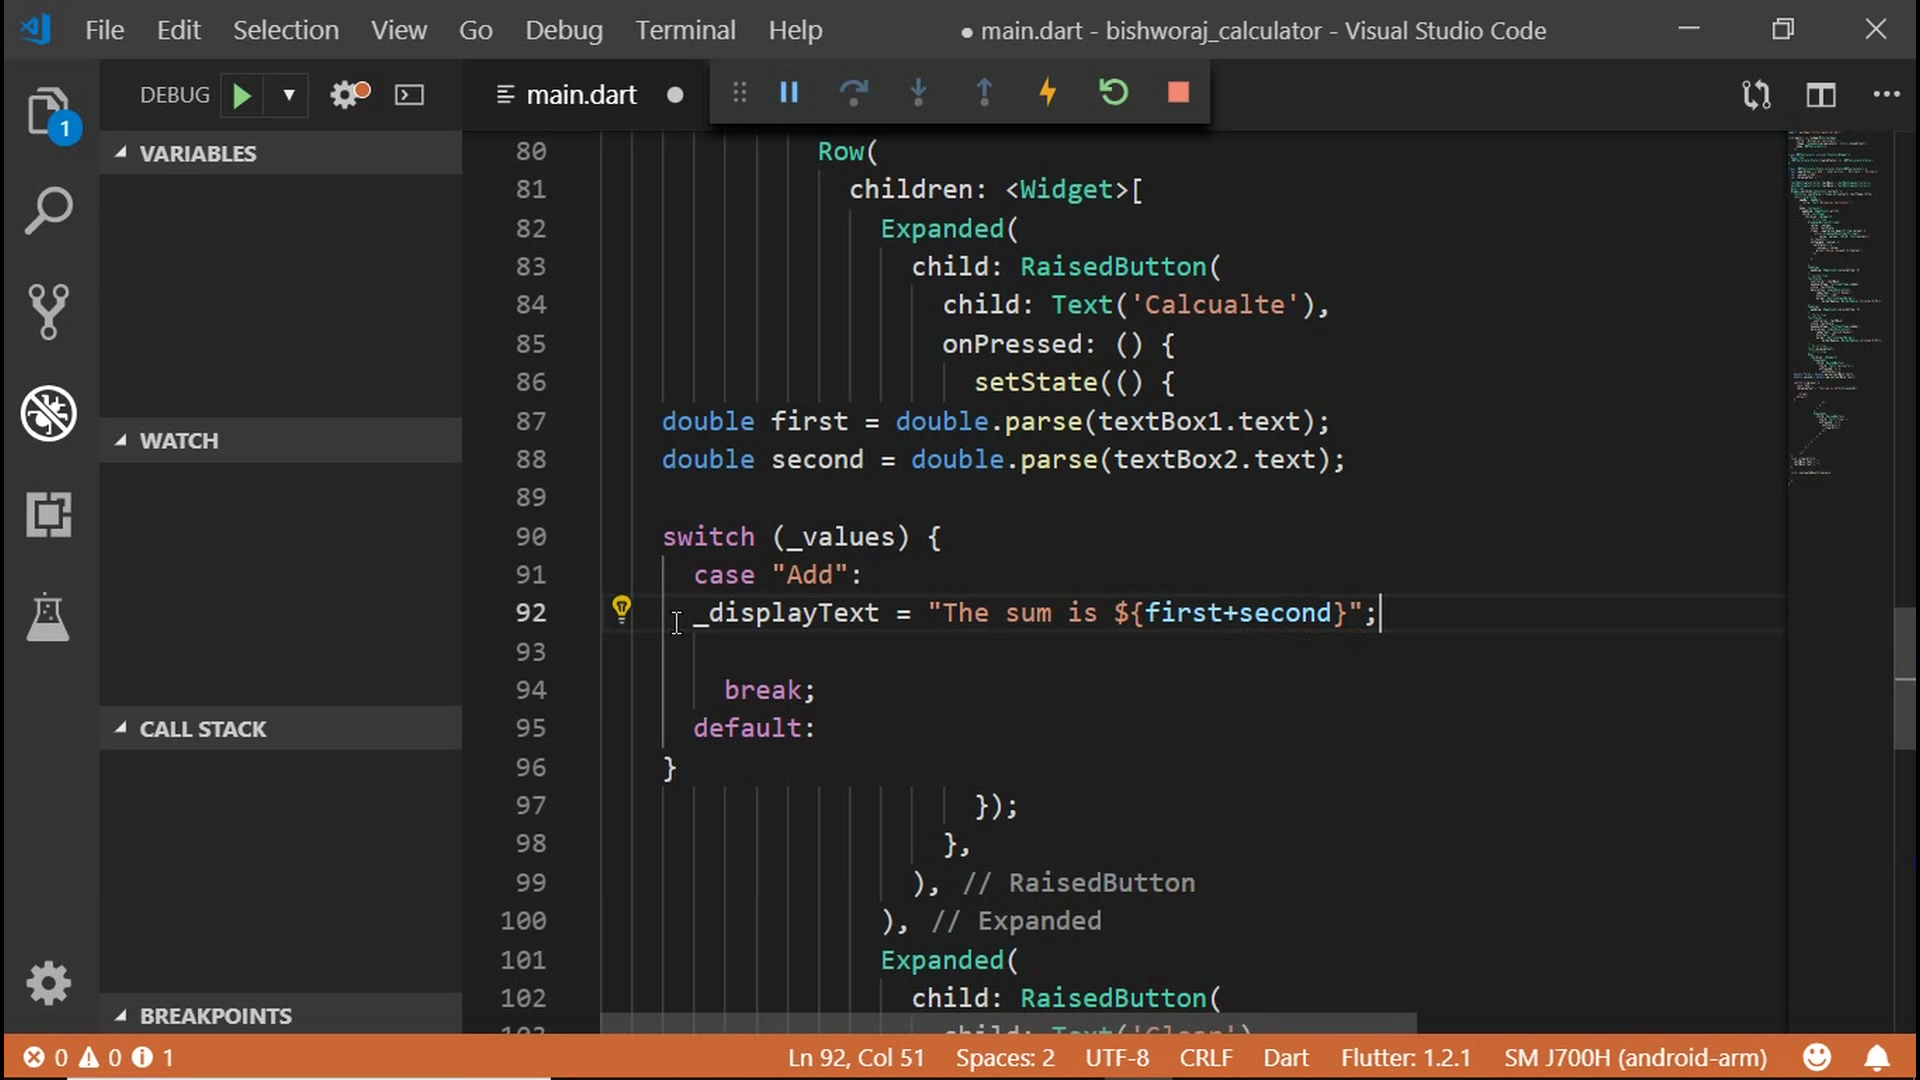 File Edit Selection View Go Debug Terminal Help ● main.dart - bishworaj_calculator - Visual Studio Code
1
DEBUG
main.dart ●
VARIABLES
WATCH
CALL STACK
BREAKPOINTS
80 Row(
81 children: <Widget>[
82 Expanded(
83 child: RaisedButton(
84 child: Text('Calcualte'),
85 onPressed: () {
86 setState(() {
87 double first = double.parse(textBox1.text);
88 double second = double.parse(textBox2.text);
89
90 switch (_values) {
91 case "Add":
92 _displayText = "The sum is ${first+second}";
93
94 break;
95 default:
96 }
97 });
98 },
99 ), // RaisedButton
100 ), // Expanded
101 Expanded(
102 child: RaisedButton(
103 child: Text('Clear')
0 0 1 Ln 92, Col 51 Spaces: 2 UTF-8 CRLF Dart Flutter: 1.2.1 SM J700H (android-arm)